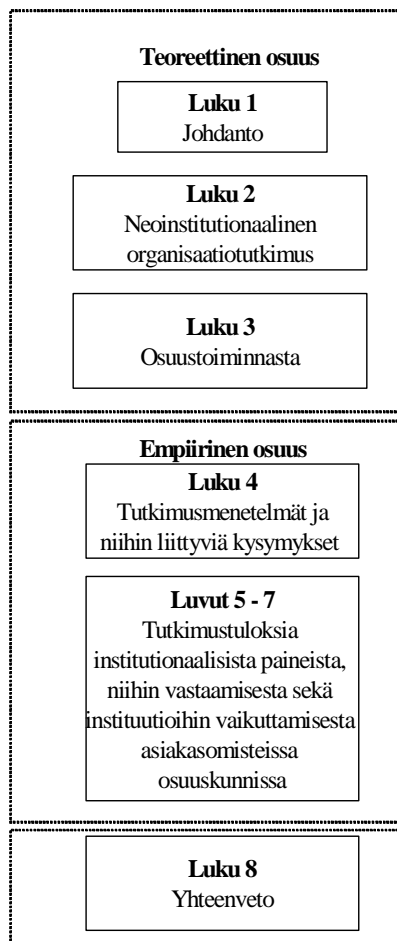 Teoreettinen osuus
Luku 1
Johdanto
Luku 2
Neoinstitutionaalinen
organisaatiotutkimus
Luku 3
Osuustoiminnasta
Empiirinen osuus
Luku 4
Tutkimusmenetelmät ja
niihin liittyviä kysymykset
Luvut 5 - 7
Tutkimustuloksia
institutionaalisista paineista,
niihin vastaamisesta sekä
instituutioihin vaikuttamisesta
asiakasomisteissa
osuuskunnissa
Luku 8
Yhteenveto